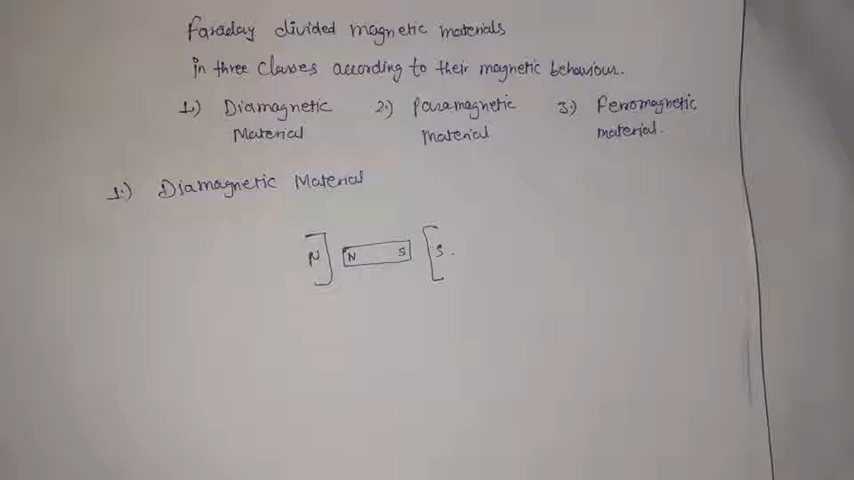 Faraday divided magnetic materials
in three classes according to their magnetic behaviour.
1.) Diamagnetic 2.) Paramagnetic 3.) Ferromagnetic
Material material material.
1.) Diamagnetic Material
N N S S.